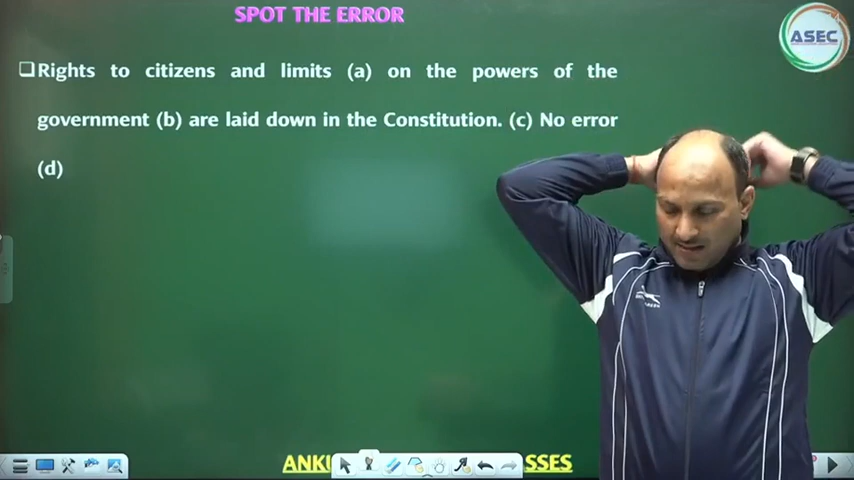 SPOT THE ERROR
ASEC
❑Rights to citizens and limits (a) on the powers of the
government (b) are laid down in the Constitution. (c) No error
(d)
SSES